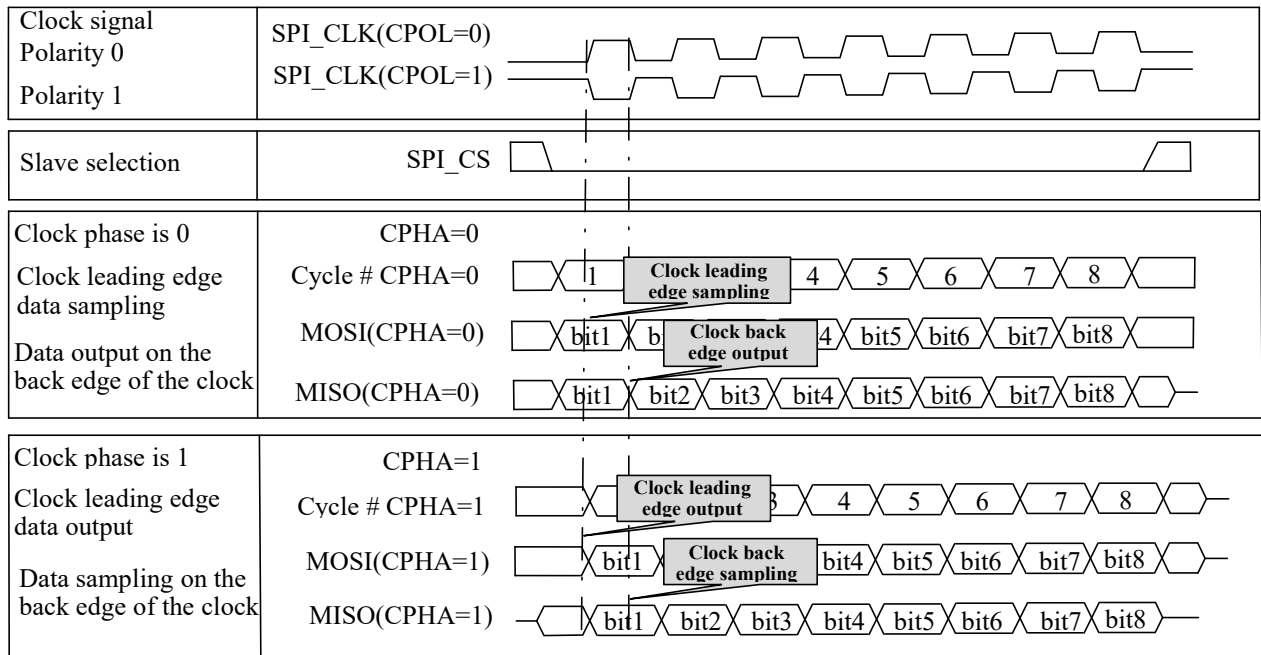 Clock signal
Polarity 0
Polarity 1
SPI_CLK(CPOL=0)
SPI_CLK(CPOL=1)
Slave selection
SPI_CS
Clock phase is 0
Clock leading edge
data sampling
Data output on the
back edge of the clock
CPHA=0
Cycle # CPHA=0
1
Clock leading
edge sampling
4 5 6 7 8
MOSI(CPHA=0)
bit1
Clock back
edge output
4 bit5 bit6 bit7 bit8
MISO(CPHA=0)
bit1 bit2 bit3 bit4 bit5 bit6 bit7 bit8
Clock phase is 1
Clock leading edge
data output
Data sampling on the
back edge of the clock
CPHA=1
Cycle # CPHA=1
Clock leading
edge output
3 4 5 6 7 8
MOSI(CPHA=1)
bit1
Clock back
edge sampling
bit4 bit5 bit6 bit7 bit8
MISO(CPHA=1)
bit1 bit2 bit3 bit4 bit5 bit6 bit7 bit8